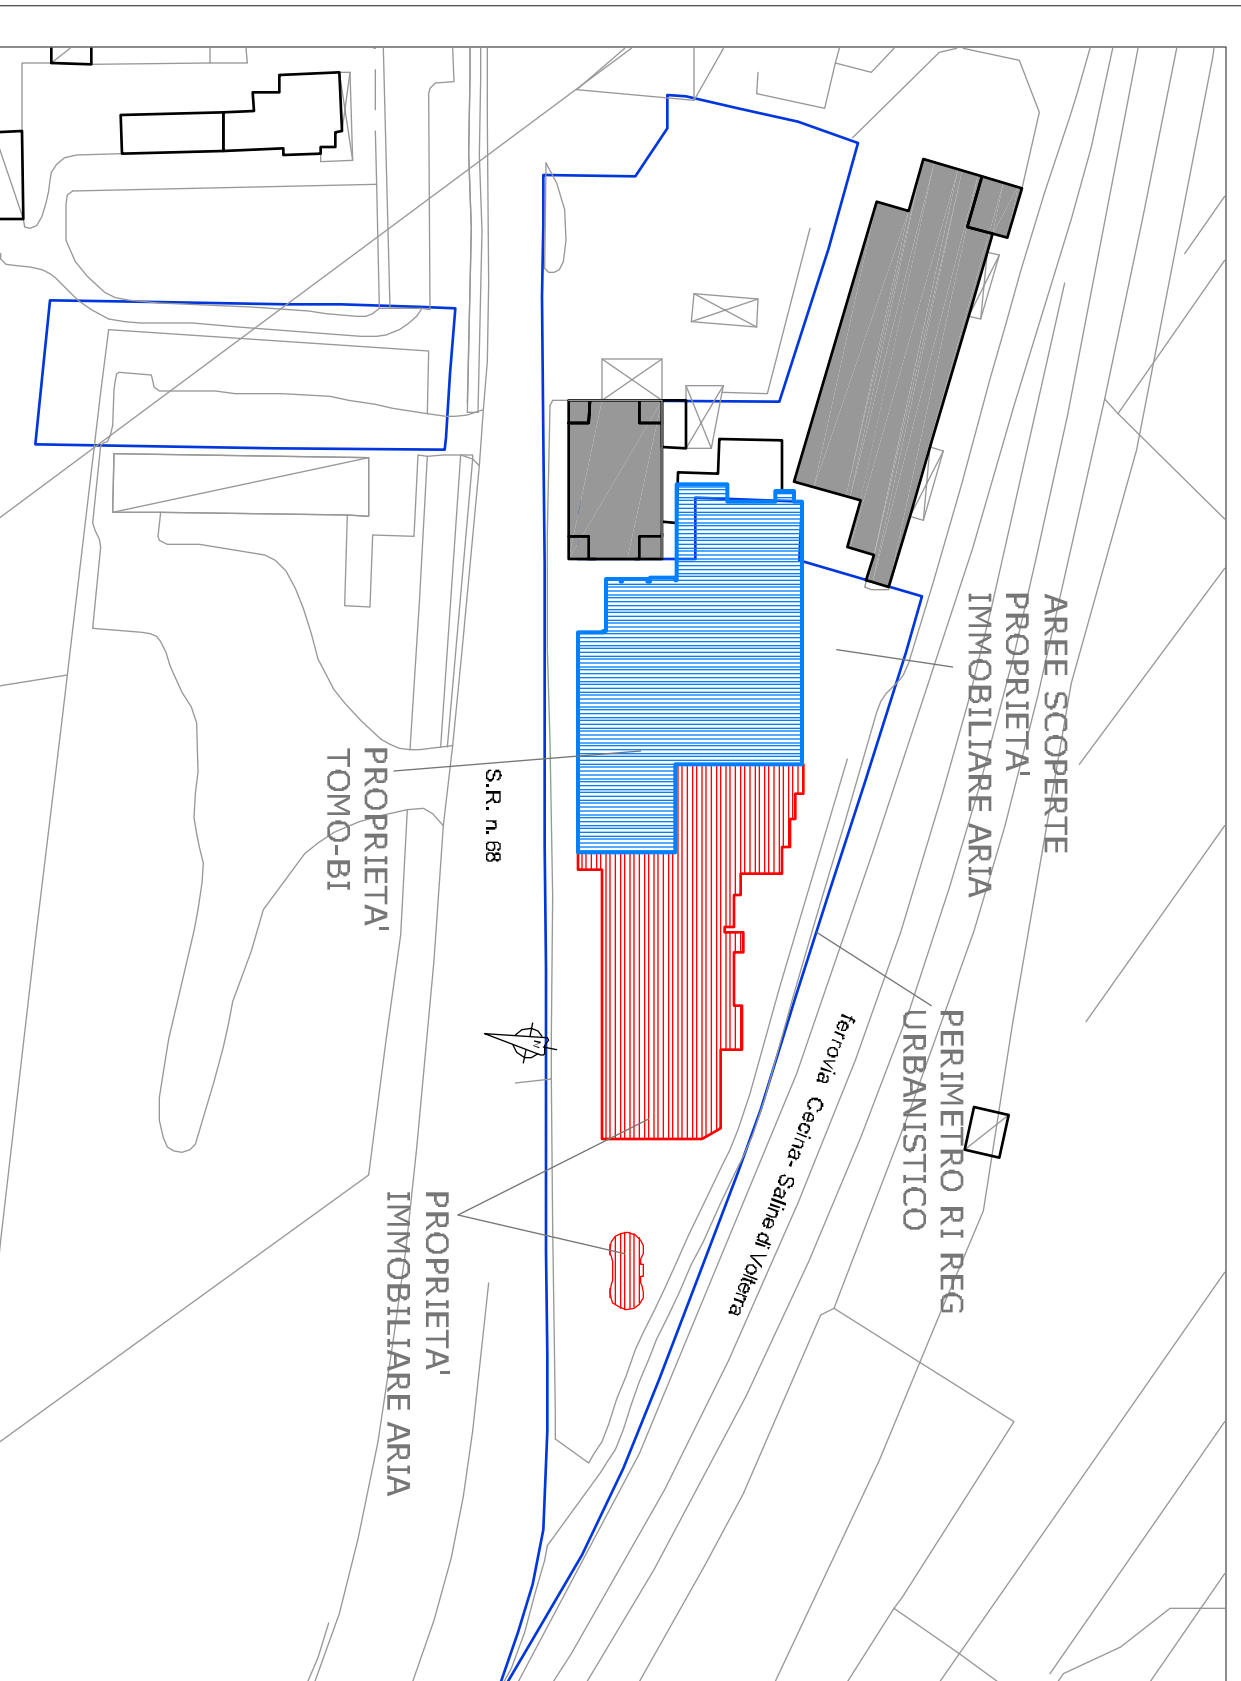 AREE SCOPERTE
PROPRIETA'
IMMOBILIARE ARIA
PROPRIETA'
TOMO-BI
S.R. n. 68
PERIMETRO RI REG
URBANISTICO
ferrovia Cecina- Saline di Volterra
N
PROPRIETA'
IMMOBILIARE ARIA